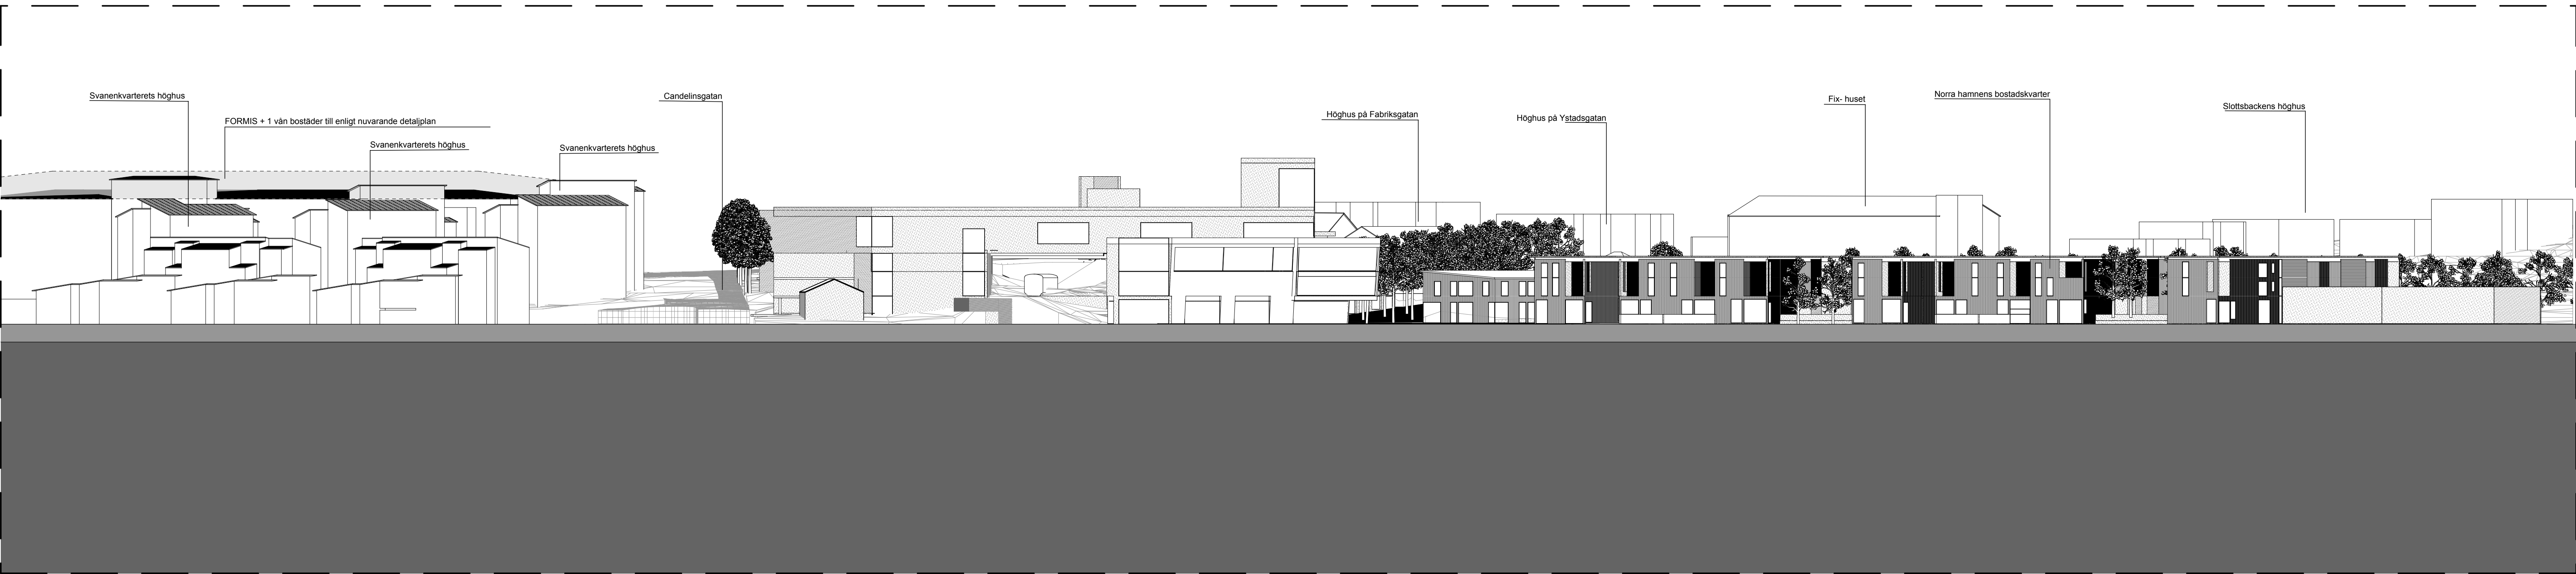 Svanenkvarterets höghus
FORMIS + 1 vån bostäder till enligt nuvarande detaljplan
Svanenkvarterets höghus
Svanenkvarterets höghus
Candelinsgatan
Höghus på Fabriksgatan
Höghus på Ystadsgatan
Fix- huset
Norra hamnens bostadskvarter
Slottsbackens höghus